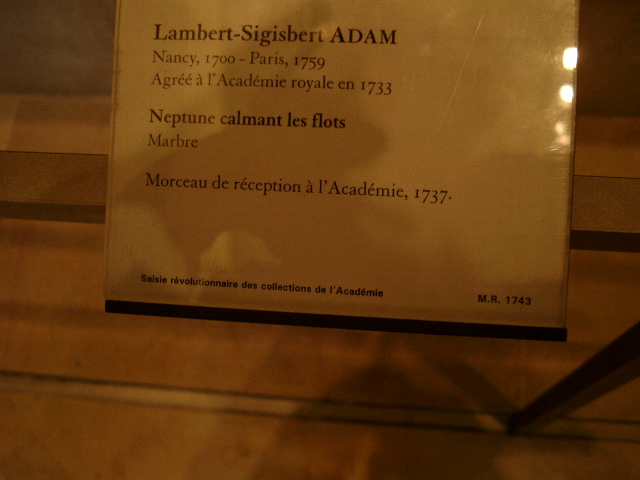 Lambert-Sigisbert ADAM
Nancy, 1700 - Paris, 1759
Agréé à l'Académie royale en 1733
Neptune calmant les flots
Marbre
Morceau de réception à l'Académie, 1737.
Saisie révolutionnaire des collections de l'Académie
M.R. 1743